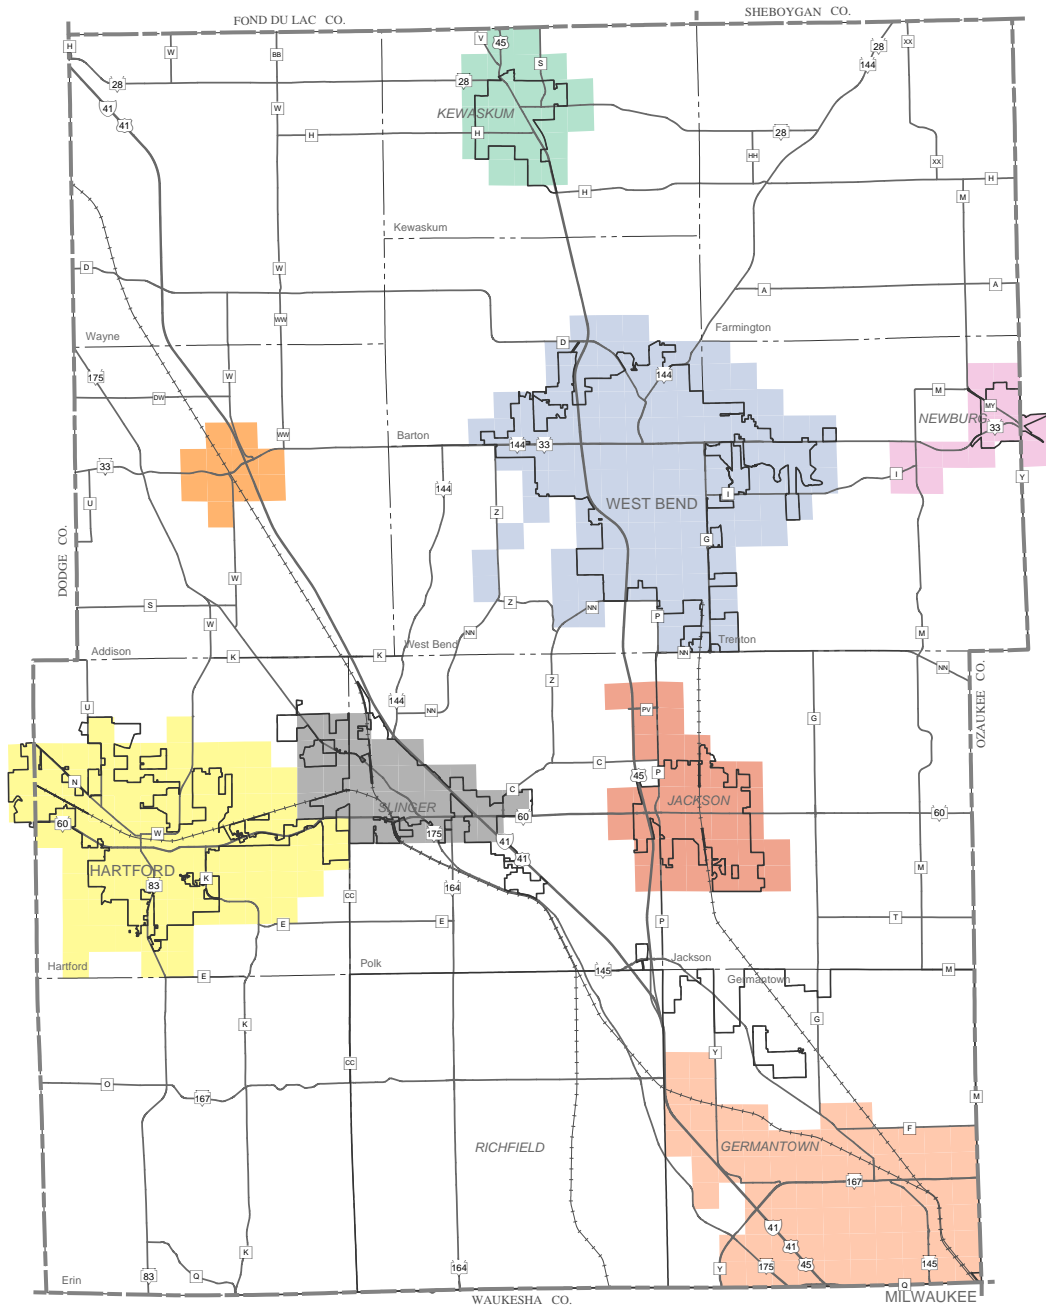 FOND DU LAC CO.
SHEBOYGAN CO.
H
W
BB
V
45
S
28
XX
28
144
28
28
41
41
W
KEWASKUM
H
H
28
HH
XX
H
H
M
Kewaskum
D
W
A
A
WW
Wayne
Farmington
D
175
W
144
M
DW
MY
NEWBURG
33
WW
Barton
144
33
33
I
Y
144
I
U
WEST BEND
Z
G
DODGE CO.
W
S
Z
NN
P
W
NN
M
West Bend
Trenton
Addison
K
K
NN
NN
OZAUKEE CO.
Z
144
U
NN
PV
G
C
P
45
N
C
JACKSON
SLINGER
60
60
60
W
175
41
41
HARTFORD
83
K
164
M
CC
E
E
P
T
Hartford
Polk
Jackson
E
145
M
Germantown
K
G
Y
CC
O
167
M
F
RICHFIELD
GERMANTOWN
167
41
41
K
45
175
145
164
Y
83
Q
Q
Erin
MILWAUKEE
WAUKESHA CO.